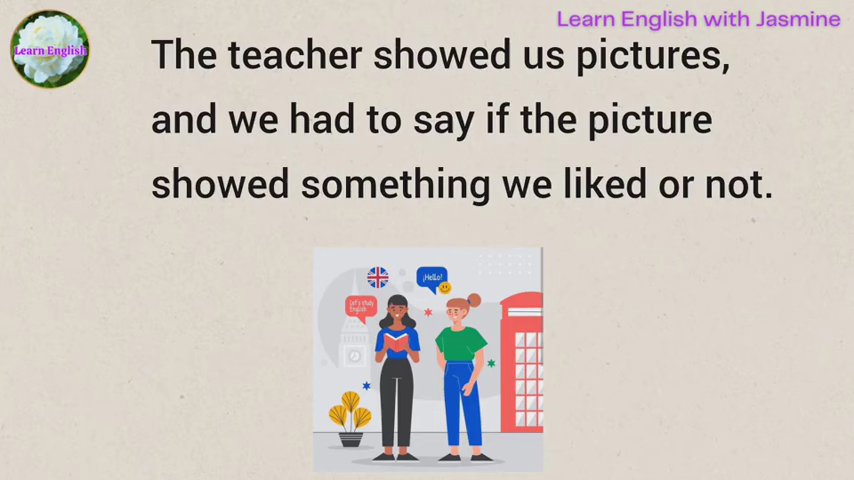 Learn English with Jasmine
Learn English
The teacher showed us pictures,
and we had to say if the picture
showed something we liked or not.
¡Hello!
Let's study
English